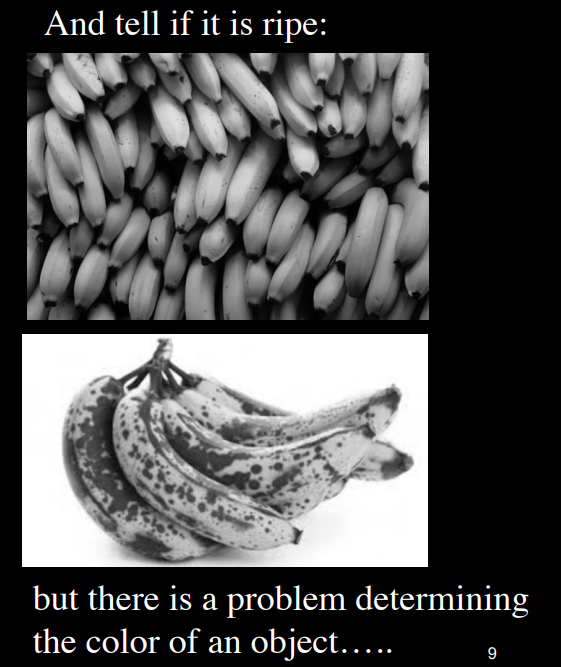 And tell if it is ripe:
but there is a problem determining
the color of an object…..
9